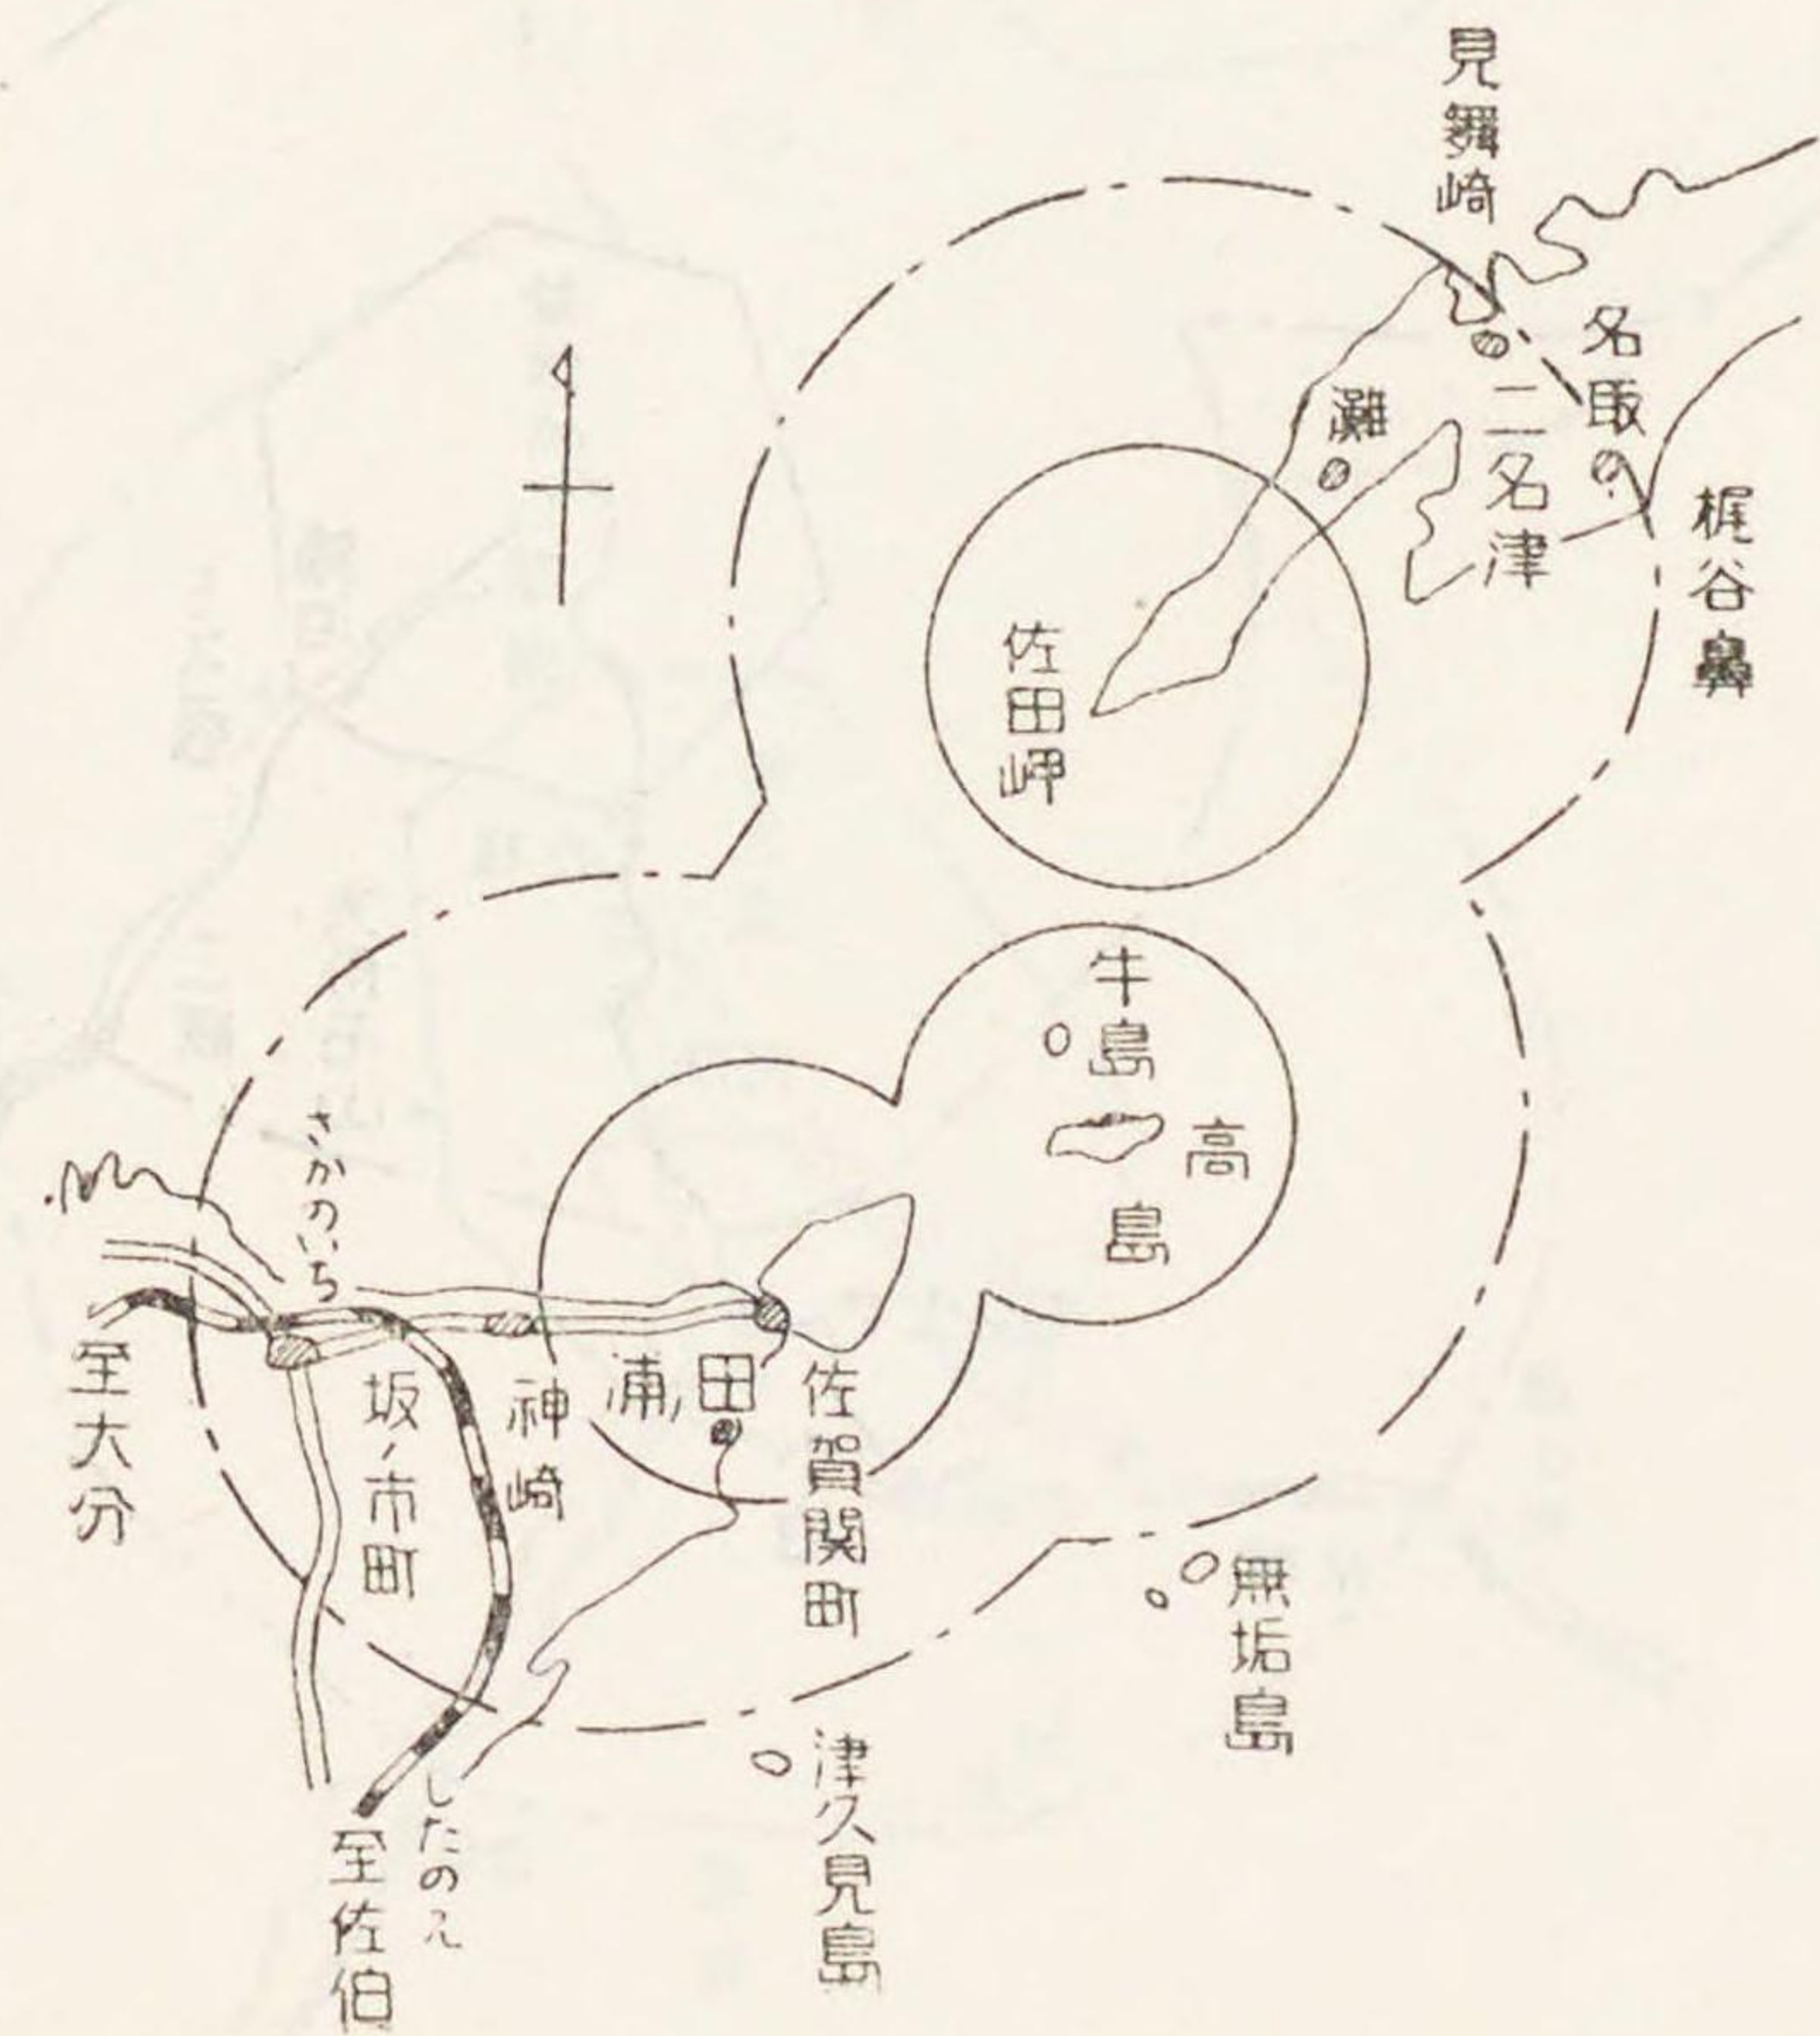 見舞崎
名取
二名津
灘
梶谷鼻
佐田岬
牛島
高島
さかのいち
至大分
坂ノ市町
神崎
田ノ浦
佐賀関町
無垢島
津久見島
したのえ
至佐伯